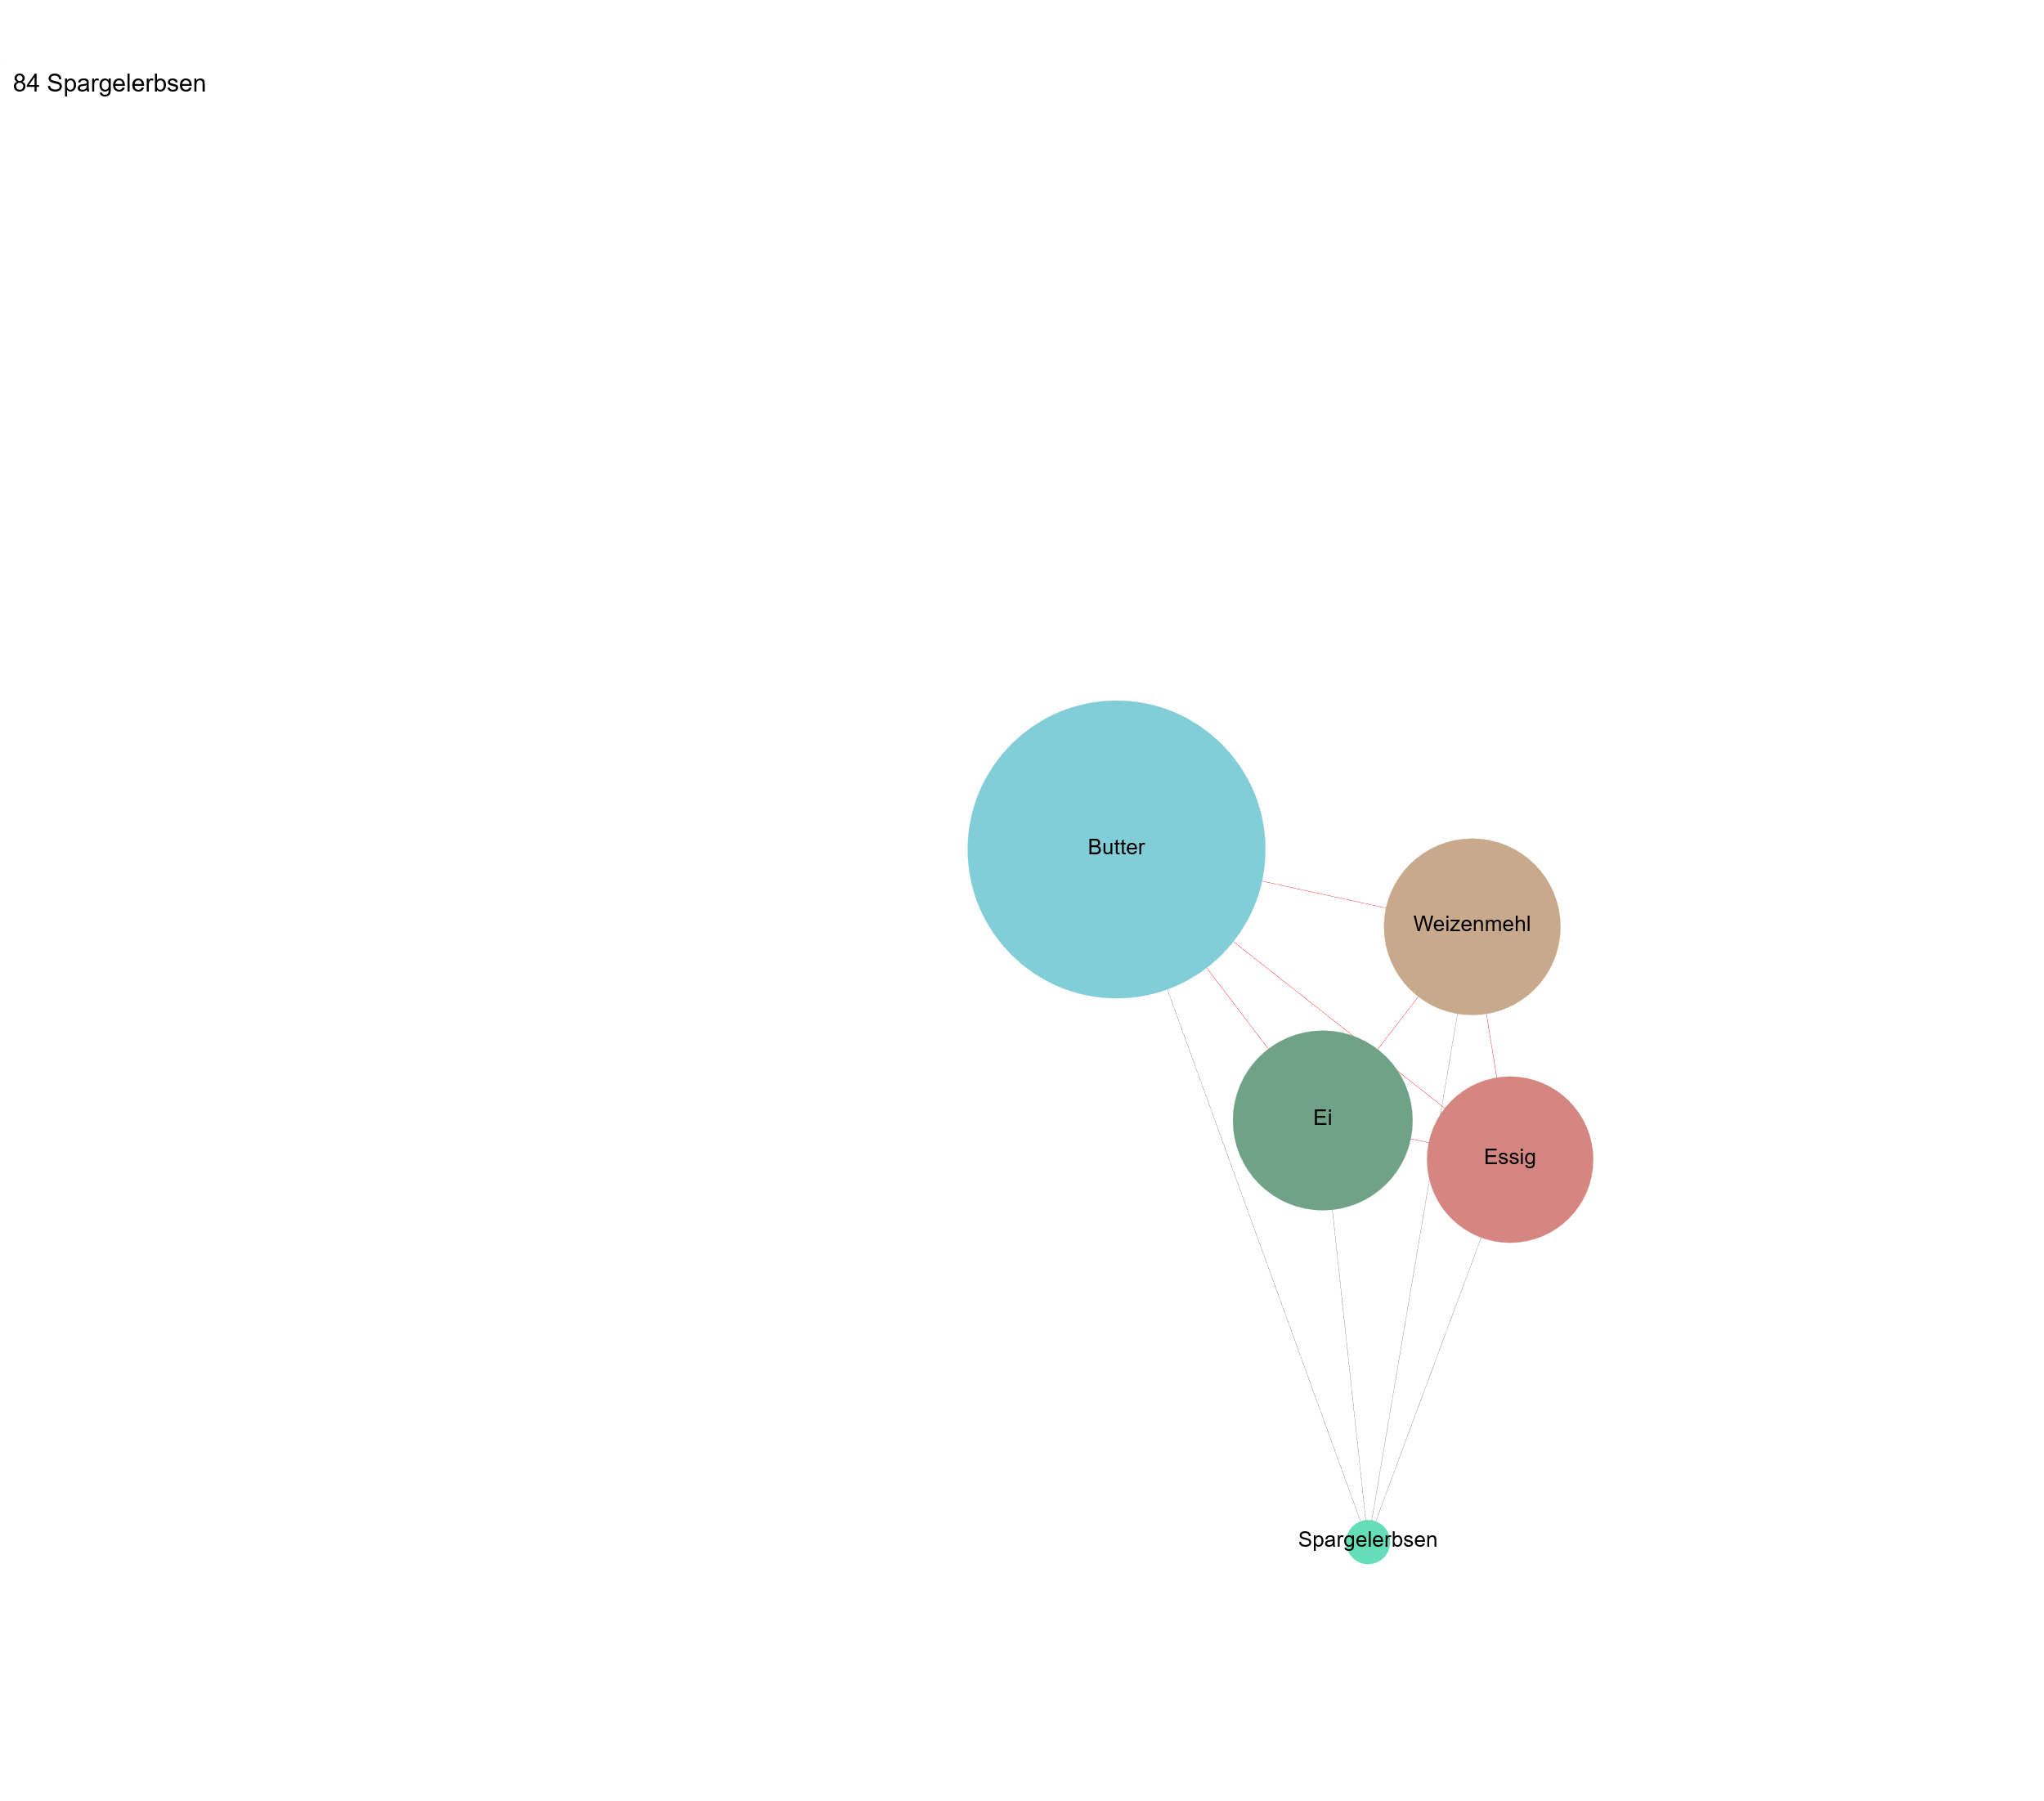 84 Spargelerbsen
Butter
Weizenmehl
Ei
Essig
Spargelerbsen